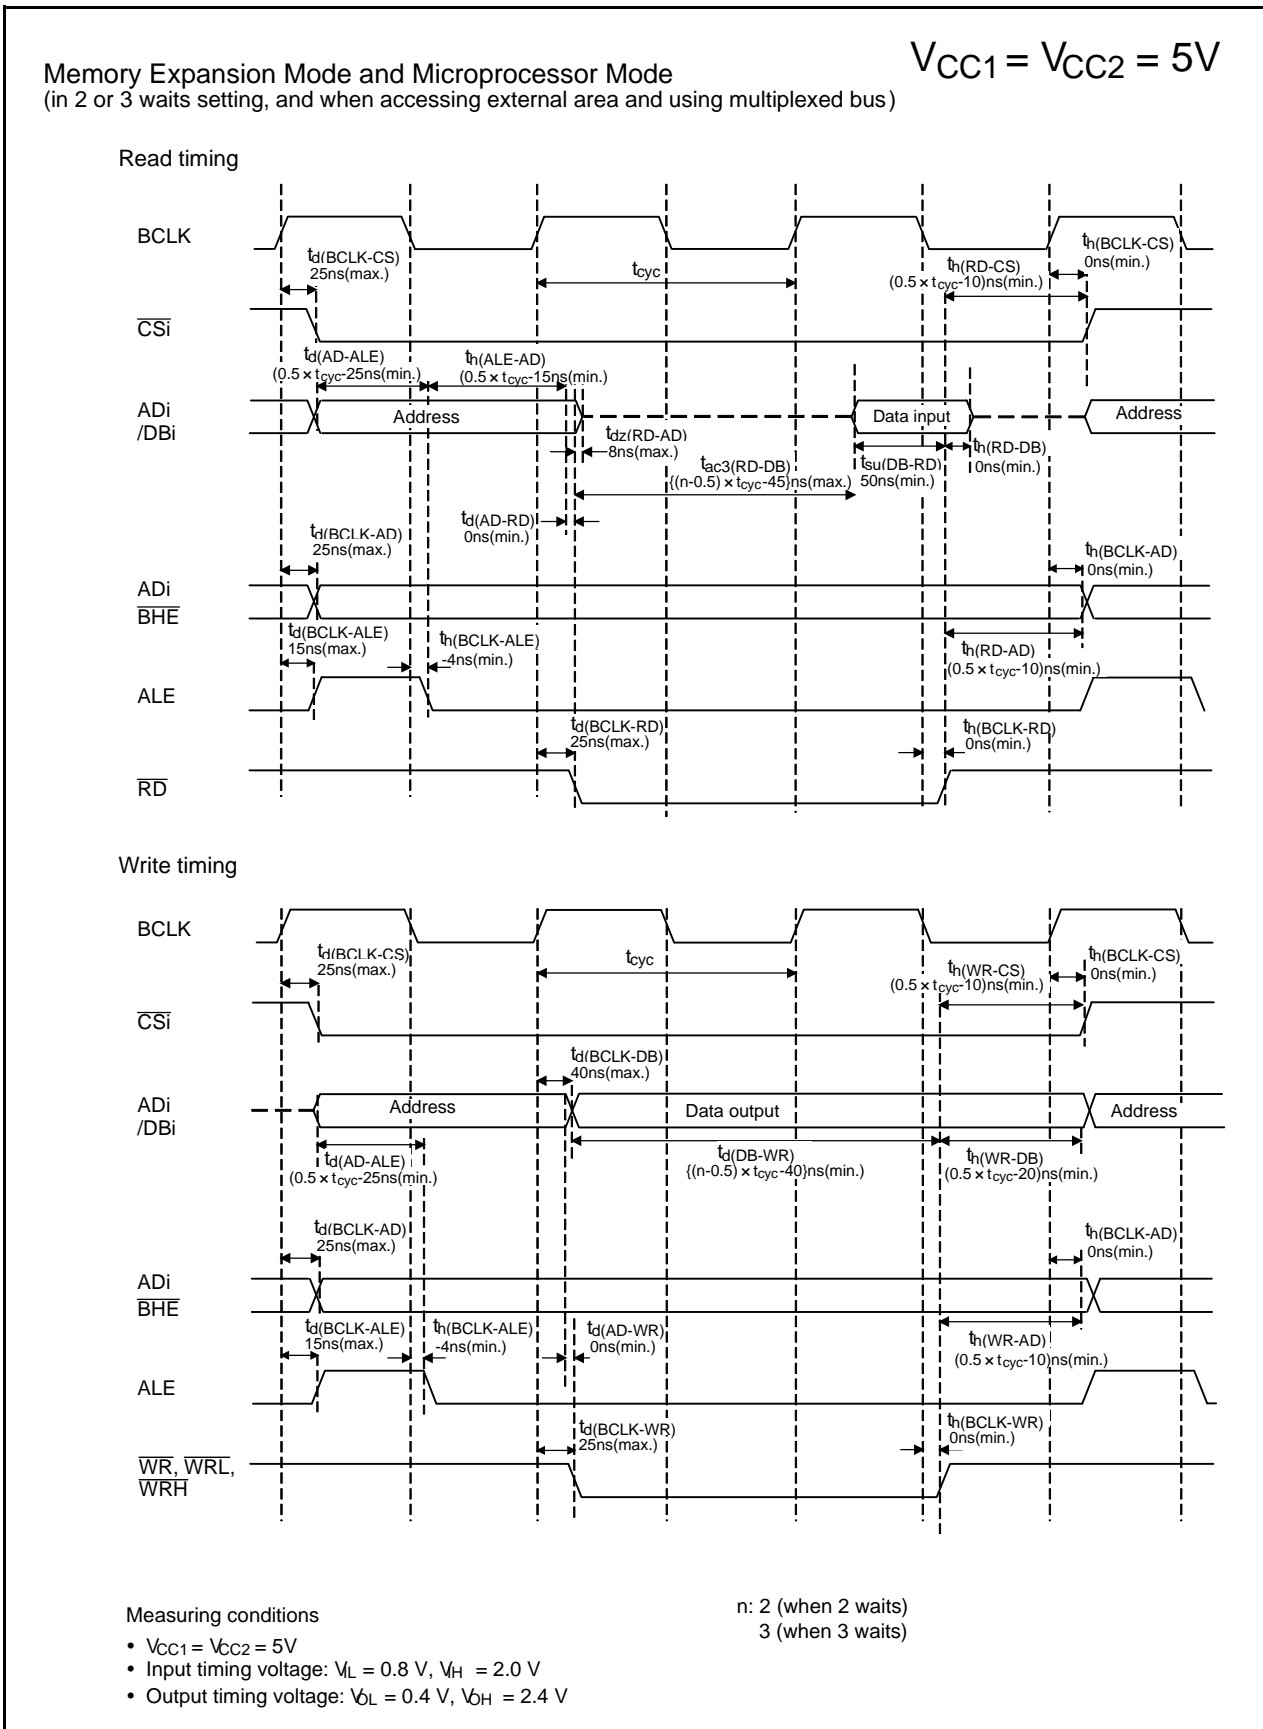 VCC1 = VCC2 = 5V
Memory Expansion Mode and Microprocessor Mode
(in 2 or 3 waits setting, and when accessing external area and using multiplexed bus)
Read timing
BCLK
td(BCLK-CS)
25ns(max.)
tcyc
th(RD-CS)
(0.5 × tcyc-10)ns(min.)
th(BCLK-CS)
0ns(min.)
CSi
td(AD-ALE)
(0.5 × tcyc-25ns(min.)
th(ALE-AD)
(0.5 × tcyc-15ns(min.)
ADi
/DBi
Address
Data input
Address
tdz(RD-AD)
8ns(max.)
tac3(RD-DB)
{(n-0.5) × tcyc-45}ns(max.)
tsu(DB-RD)
50ns(min.)
th(RD-DB)
0ns(min.)
td(AD-RD)
0ns(min.)
td(BCLK-AD)
25ns(max.)
th(BCLK-AD)
0ns(min.)
ADi
BHE
td(BCLK-ALE)
15ns(max.)
th(BCLK-ALE)
-4ns(min.)
th(RD-AD)
(0.5 × tcyc-10)ns(min.)
ALE
td(BCLK-RD)
25ns(max.)
th(BCLK-RD)
0ns(min.)
RD
Write timing
BCLK
td(BCLK-CS)
25ns(max.)
tcyc
th(WR-CS)
(0.5 × tcyc-10)ns(min.)
th(BCLK-CS)
0ns(min.)
CSi
td(BCLK-DB)
40ns(max.)
ADi
/DBi
Address
Data output
Address
td(AD-ALE)
(0.5 × tcyc-25ns(min.)
td(DB-WR)
{(n-0.5) × tcyc-40}ns(min.)
th(WR-DB)
(0.5 × tcyc-20)ns(min.)
td(BCLK-AD)
25ns(max.)
th(BCLK-AD)
0ns(min.)
ADi
BHE
td(BCLK-ALE)
15ns(max.)
th(BCLK-ALE)
-4ns(min.)
td(AD-WR)
0ns(min.)
th(WR-AD)
(0.5 × tcyc-10)ns(min.)
ALE
td(BCLK-WR)
25ns(max.)
th(BCLK-WR)
0ns(min.)
WR, WRL,
WRH
Measuring conditions
• VCC1 = VCC2 = 5V
• Input timing voltage: VIL = 0.8 V, VIH = 2.0 V
• Output timing voltage: VOL = 0.4 V, VOH = 2.4 V
n: 2 (when 2 waits)
3 (when 3 waits)